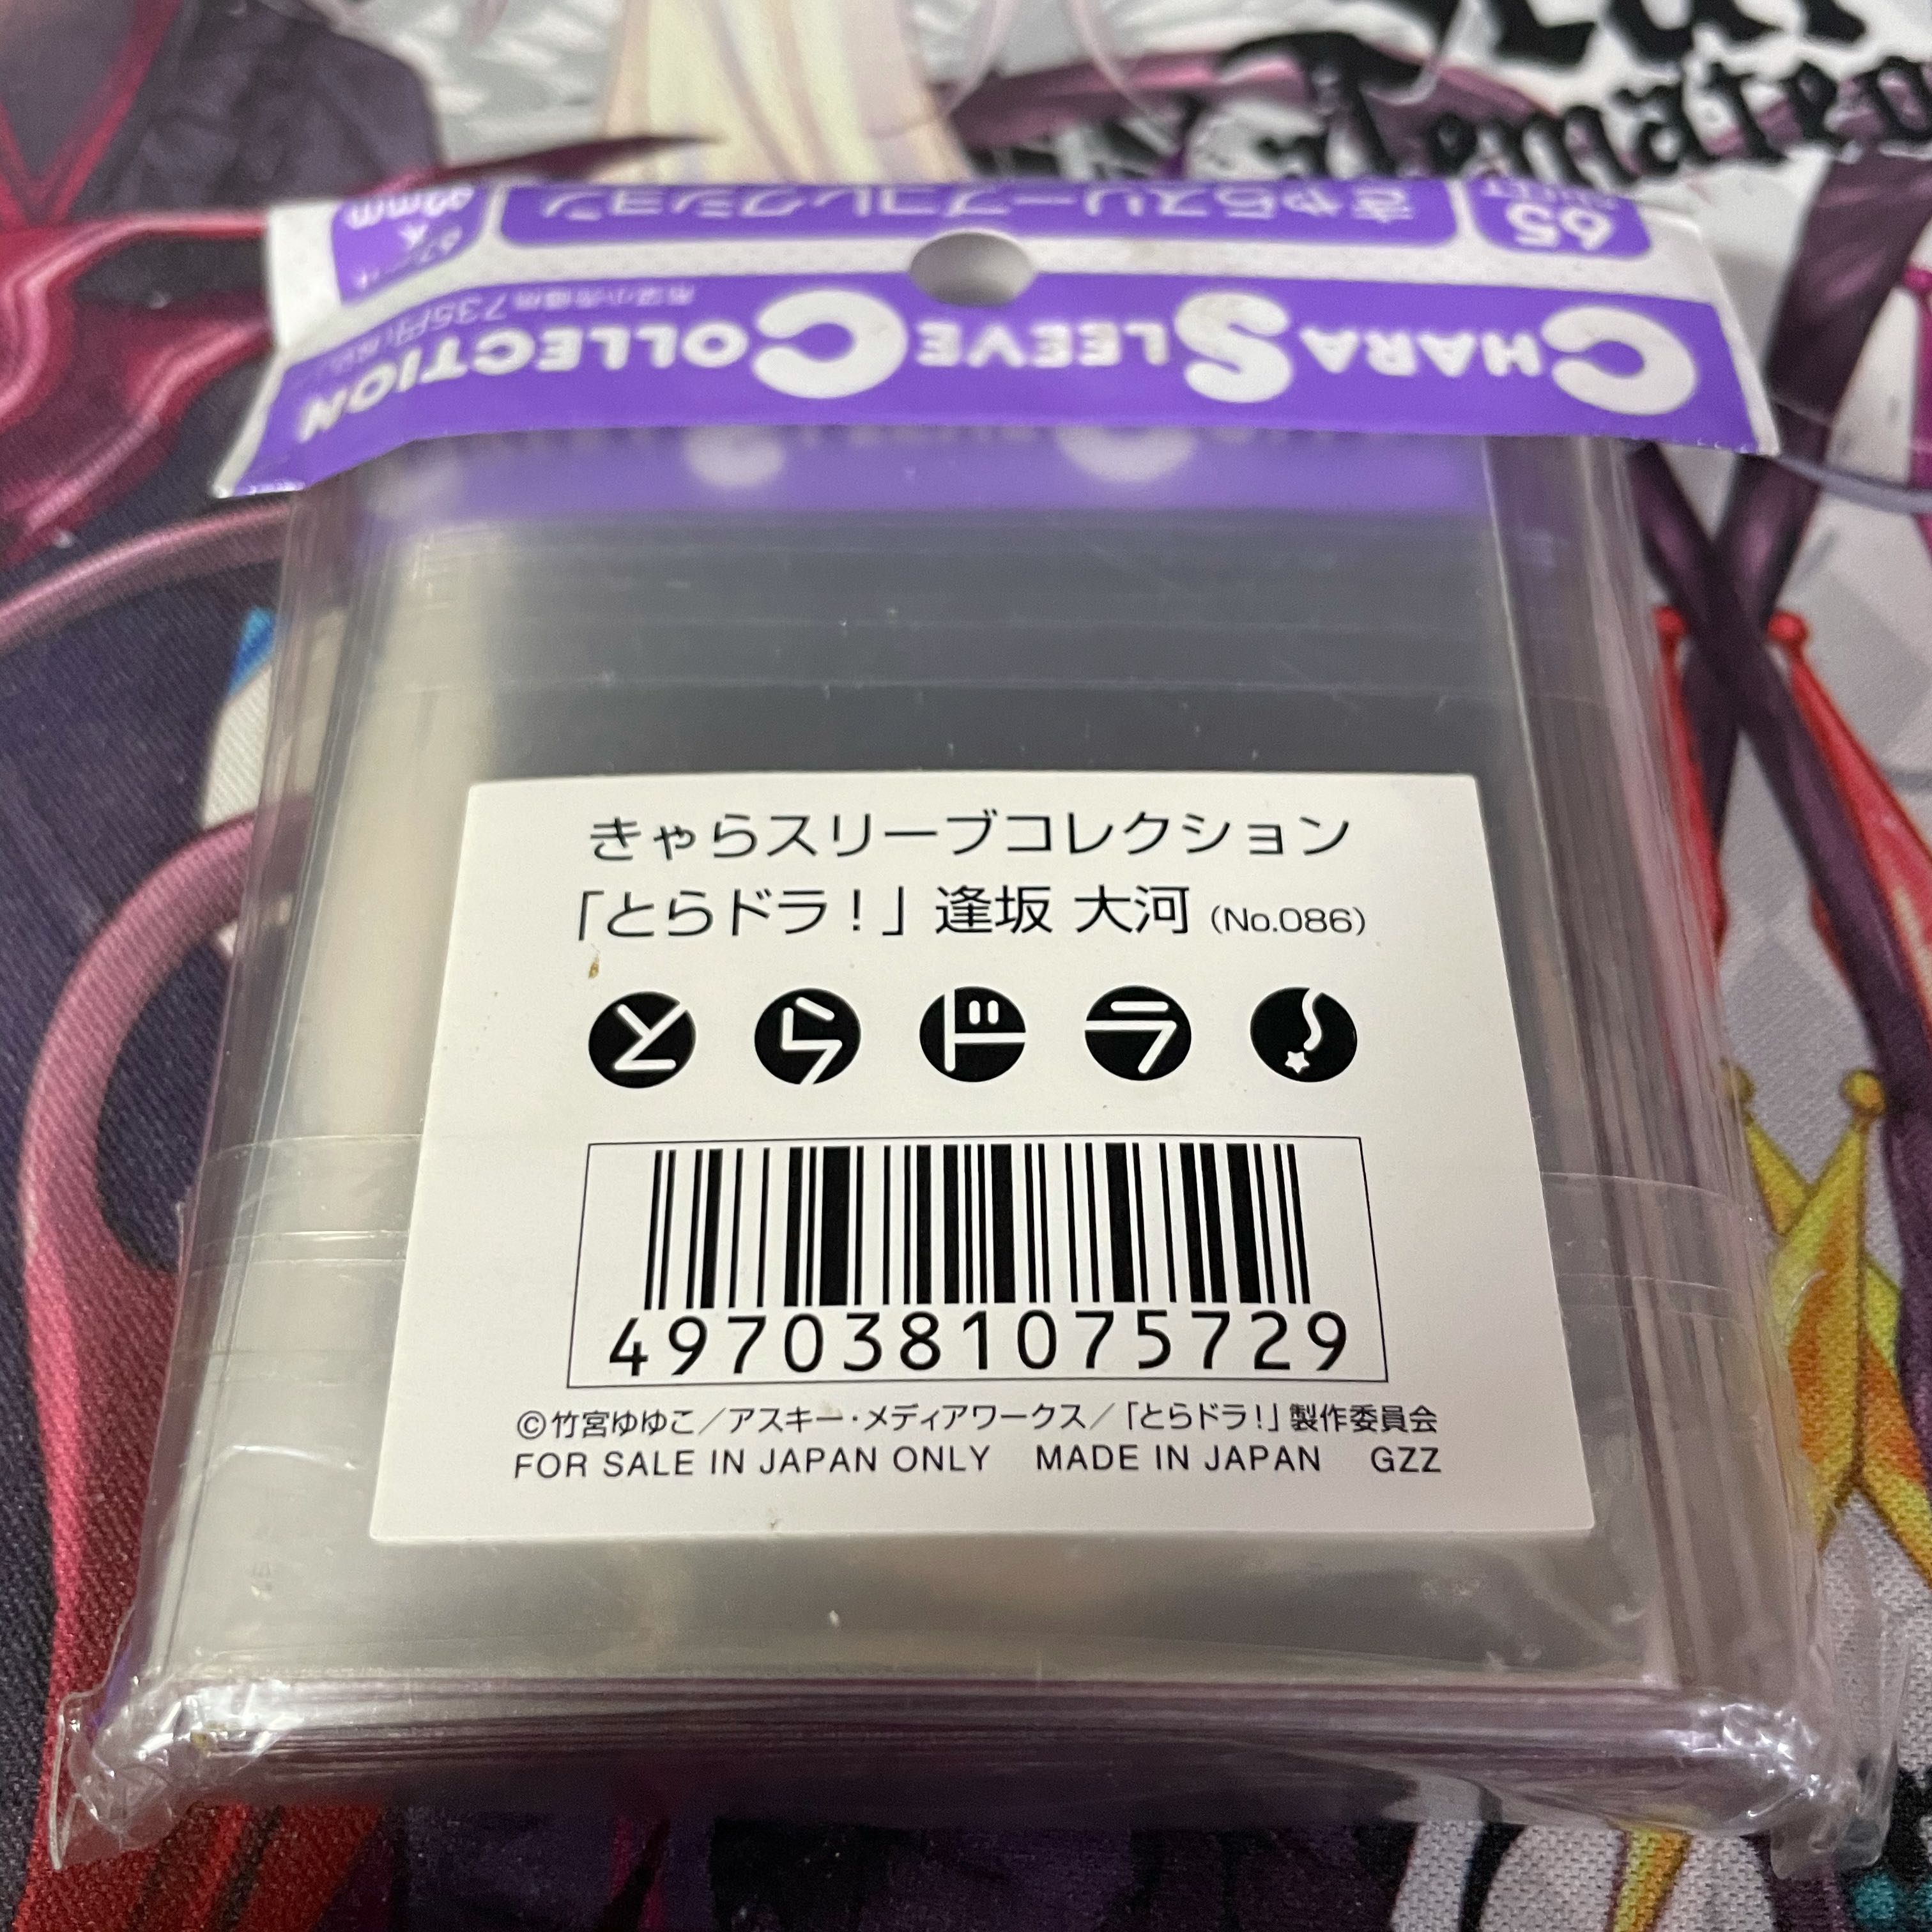 65
きゃらスリーブコレクション
CHARA SLEEVE COLLECTION
735円
きゃらスリーブコレクション
「とらドラ！」逢坂 大河 (No.086)
とらドラ！
4970381075729
©竹宮ゆゆこ／アスキー・メディアワークス／「とらドラ！」製作委員会
FOR SALE IN JAPAN ONLY MADE IN JAPAN GZZ